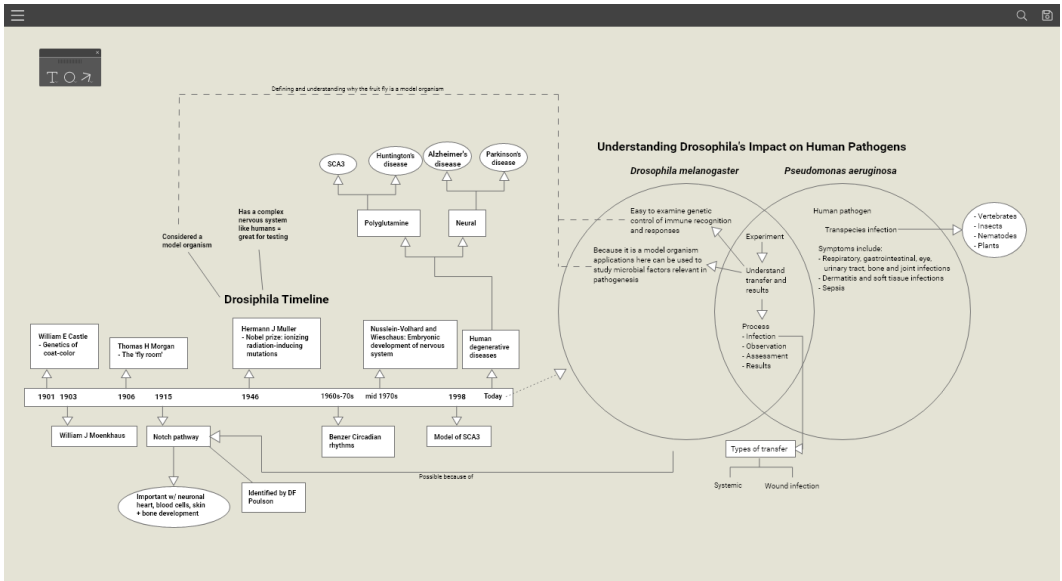 T.O.
Defining and understanding why the fruit fly is a model organism
SCA3
Huntington's
disease
Alzheimer's
disease
Parkinson's
disease
Polyglutamine
Neural
Considered a
model organism
Has a complex
nervous system
like humans =
great for testing
Drosiphila Timeline
William E Castle
- Genetics of
coat-color
Thomas H Morgan
- The 'fly room'
Hermann J Muller
- Nobel prize: ionizing
radiation-inducing
mutations
Nusslein-Volhard and
Wieschaus: Embryonic
development of nervous
system
Human
degenerative
diseases
1901 1903 1906 1915 1946 1960s-70s mid 1970s 1998 Today
William J Moenkhaus
Notch pathway
Benzer Circadian
rhythms
Model of SCA3
Possible because of
Important w/ neuronal
heart, blood cells, skin
+ bone development
Identified by DF
Poulson
Understanding Drosophila's Impact on Human Pathogens
Drosophila melanogaster
Pseudomonas aeruginosa
Easy to examine genetic
control of immune recognition
and responses
Because it is a model organism
applications here can be used to
study microbial factors relevant in
pathogenesis
Experiment
Understand
transfer and
results
Process
- Infection
- Observation
- Assessment
- Results
Human pathogen
Transpecies infection
Symptoms include:
- Respiratory, gastrointestinal, eye,
urinary tract, bone and joint infections
- Dermatitis and soft tissue infections
- Sepsis
- Vertebrates
- Insects
- Nematodes
- Plants
Types of transfer
Systemic
Wound infection